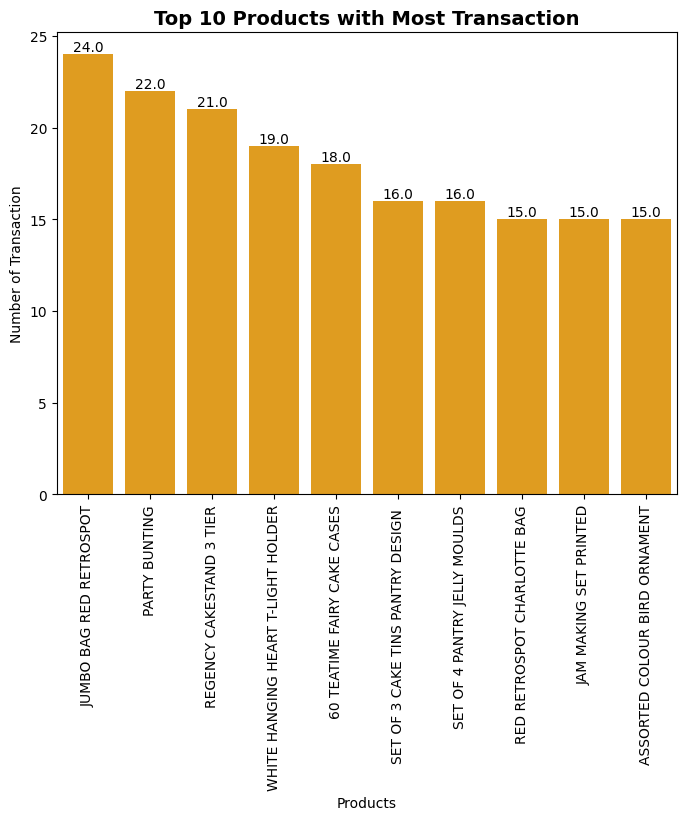 Top 10 Products with Most Transaction
Number of Transaction
25
20
15
10
5
0
24.0
22.0
21.0
19.0
18.0
16.0
16.0
15.0
15.0
15.0
JUMBO BAG RED RETROSPOT
PARTY BUNTING
REGENCY CAKESTAND 3 TIER
WHITE HANGING HEART T-LIGHT HOLDER
60 TEATIME FAIRY CAKE CASES
SET OF 3 CAKE TINS PANTRY DESIGN
SET OF 4 PANTRY JELLY MOULDS
RED RETROSPOT CHARLOTTE BAG
JAM MAKING SET PRINTED
ASSORTED COLOUR BIRD ORNAMENT
Products